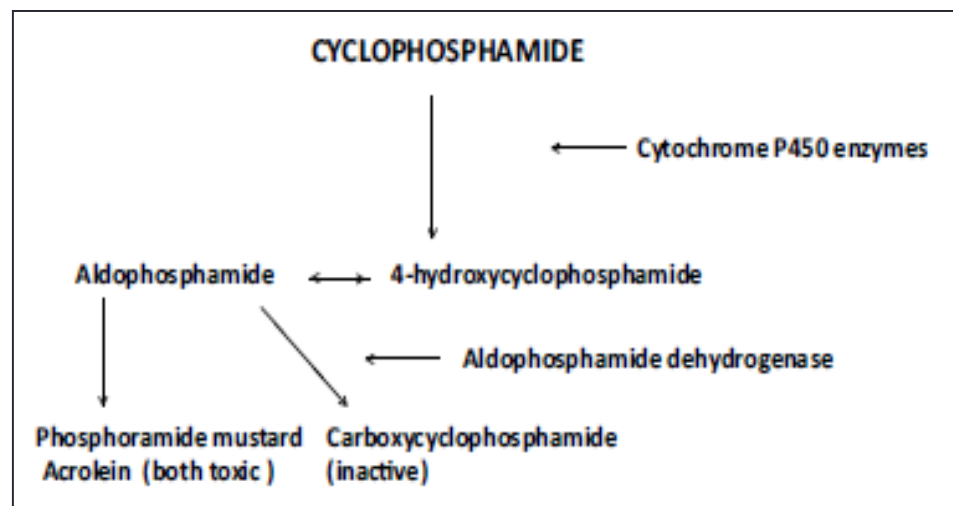 CYCLOPHOSPHAMIDE
Cytochrome P450 enzymes
Aldophosphamide
4-hydroxycyclophosphamide
Aldophosphamide dehydrogenase
Phosphoramide mustard
Acrolein (both toxic )
Carboxycyclophosphamide
(inactive)